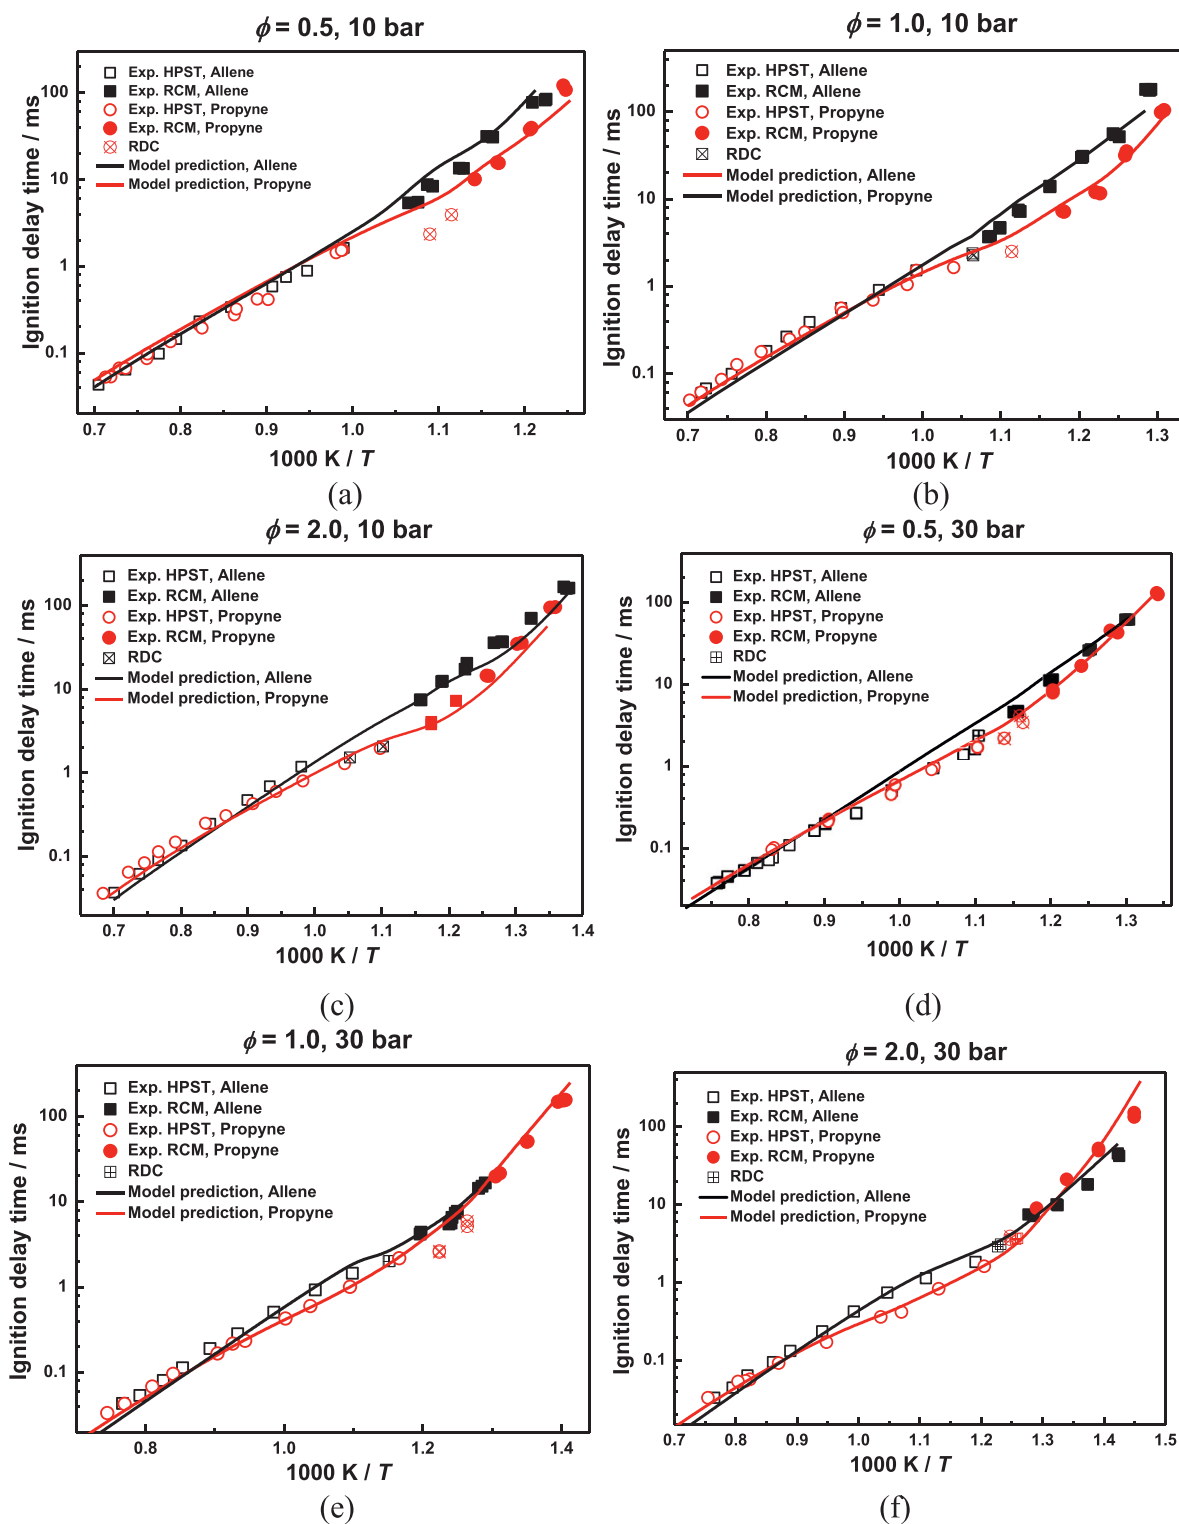 ϕ = 0.5, 10 bar
Exp. HPST, Allene
Exp. RCM, Allene
Exp. HPST, Propyne
Exp. RCM, Propyne
RDC
Model prediction, Allene
Model prediction, Propyne
100
10
1
0.1
Ignition delay time / ms
0.7 0.8 0.9 1.0 1.1 1.2
1000 K / T
(a)
ϕ = 1.0, 10 bar
Exp. HPST, Allene
Exp. RCM, Allene
Exp. HPST, Propyne
Exp. RCM, Propyne
RDC
Model prediction, Allene
Model prediction, Propyne
100
10
1
0.1
Ignition delay time / ms
0.7 0.8 0.9 1.0 1.1 1.2 1.3
1000 K / T
(b)
ϕ = 2.0, 10 bar
Exp. HPST, Allene
Exp. RCM, Allene
Exp. HPST, Propyne
Exp. RCM, Propyne
RDC
Model prediction, Allene
Model prediction, Propyne
100
10
1
0.1
Ignition delay time / ms
0.7 0.8 0.9 1.0 1.1 1.2 1.3 1.4
1000 K / T
(c)
ϕ = 0.5, 30 bar
Exp. HPST, Allene
Exp. RCM, Allene
Exp. HPST, Propyne
Exp. RCM, Propyne
RDC
Model prediction, Allene
Model prediction, Propyne
100
10
1
0.1
Ignition delay time / ms
0.8 0.9 1.0 1.1 1.2 1.3
1000 K / T
(d)
ϕ = 1.0, 30 bar
Exp. HPST, Allene
Exp. RCM, Allene
Exp. HPST, Propyne
Exp. RCM, Propyne
RDC
Model prediction, Allene
Model prediction, Propyne
100
10
1
0.1
Ignition delay time / ms
0.8 1.0 1.2 1.4
1000 K / T
(e)
ϕ = 2.0, 30 bar
Exp. HPST, Allene
Exp. RCM, Allene
Exp. HPST, Propyne
Exp. RCM, Propyne
RDC
Model prediction, Allene
Model prediction, Propyne
100
10
1
0.1
Ignition delay time / ms
0.7 0.8 0.9 1.0 1.1 1.2 1.3 1.4 1.5
1000 K / T
(f)